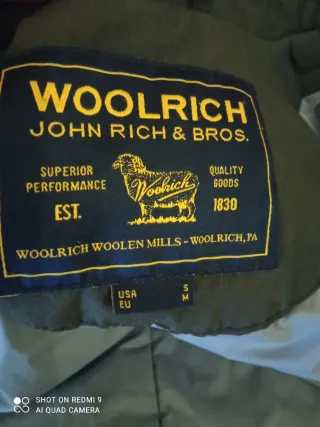 WOOLRICH
JOHN RICH & BROS.
SUPERIOR
PERFORMANCE
EST.
Woolrich
QUALITY
GOODS
1830
WOOLRICH WOOLEN MILLS - WOOLRICH, PA
USA S
EU M
SHOT ON REDMI 9
AI QUAD CAMERA